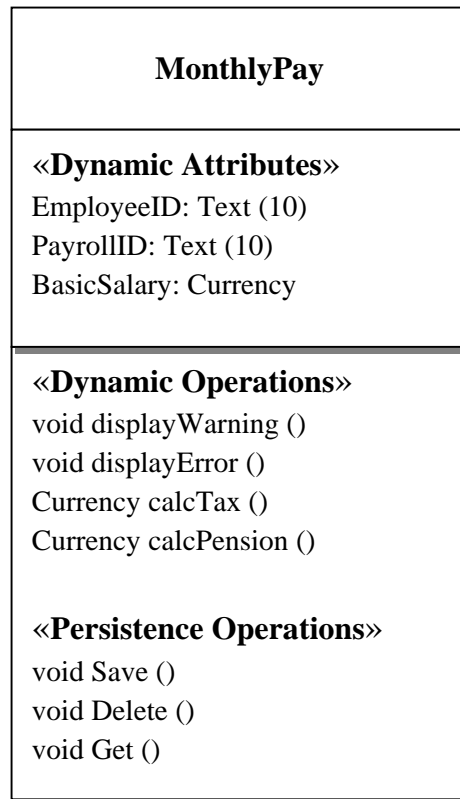 MonthlyPay
«Dynamic Attributes»
EmployeeID: Text (10)
PayrollID: Text (10)
BasicSalary: Currency
«Dynamic Operations»
void displayWarning ()
void displayError ()
Currency calcTax ()
Currency calcPension ()
«Persistence Operations»
void Save ()
void Delete ()
void Get ()